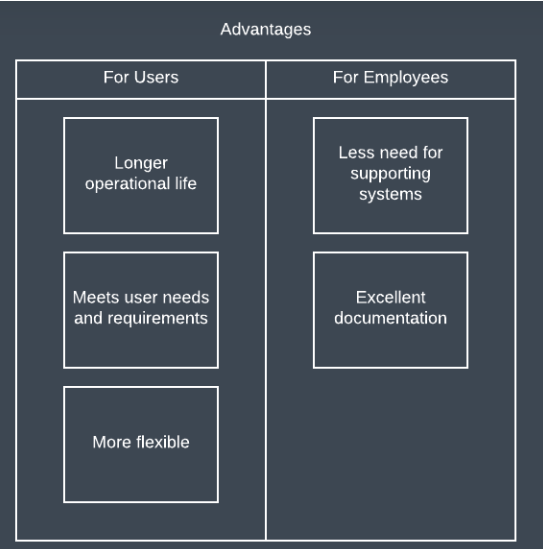 Advantages
For Users
For Employees
Longer
operational life
Less need for
supporting
systems
Meets user needs
and requirements
Excellent
documentation
More flexible